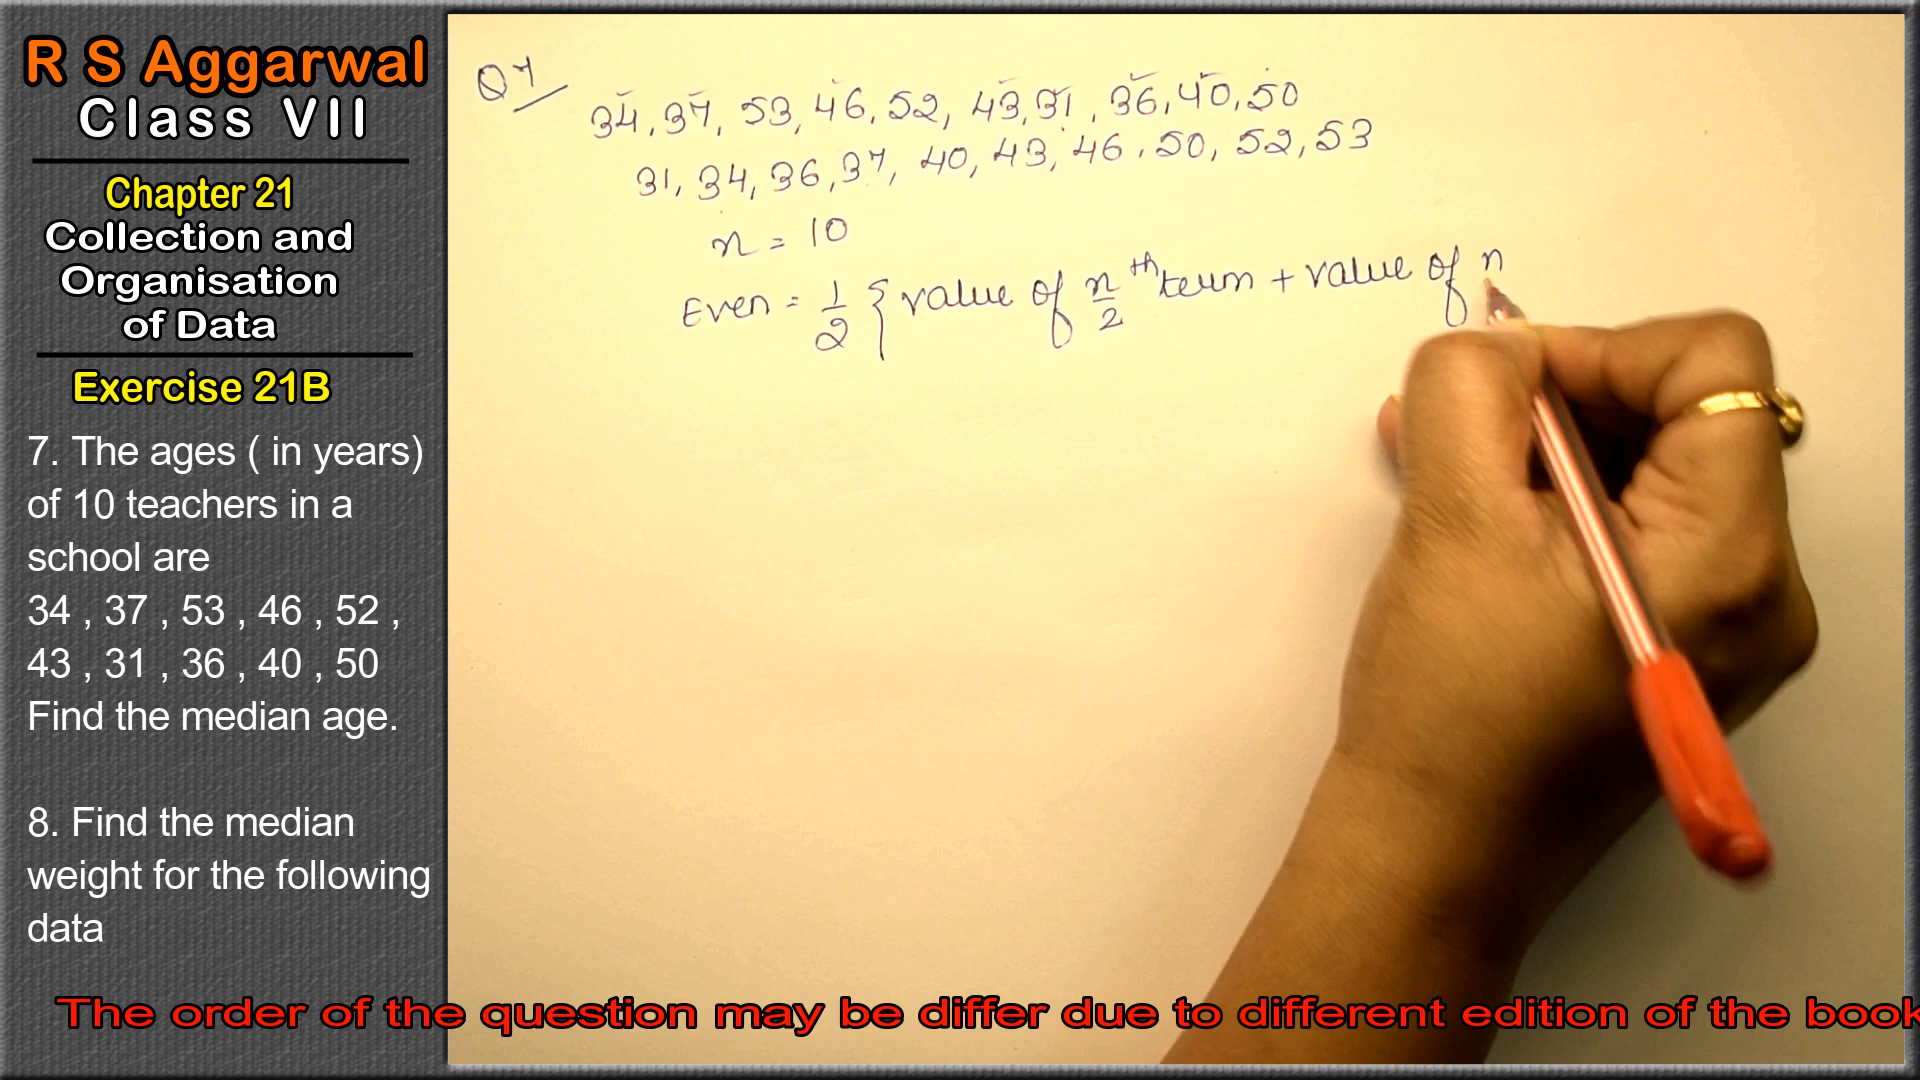 R S Aggarwal
Class VII
Chapter 21
Collection and
Organisation
of Data
Exercise 21B
7. The ages ( in years)
of 10 teachers in a
school are
34 , 37 , 53 , 46 , 52 ,
43 , 31 , 36 , 40 , 50
Find the median age.
8. Find the median
weight for the following
data
Q7
34, 37, 53, 46, 52, 43, 31, 36, 40, 50
31, 34, 36, 37, 40, 43, 46, 50, 52, 53
n = 10
Even = 1/2 { value of n/2 th term + value of n
The order of the question may be differ due to different edition of the book